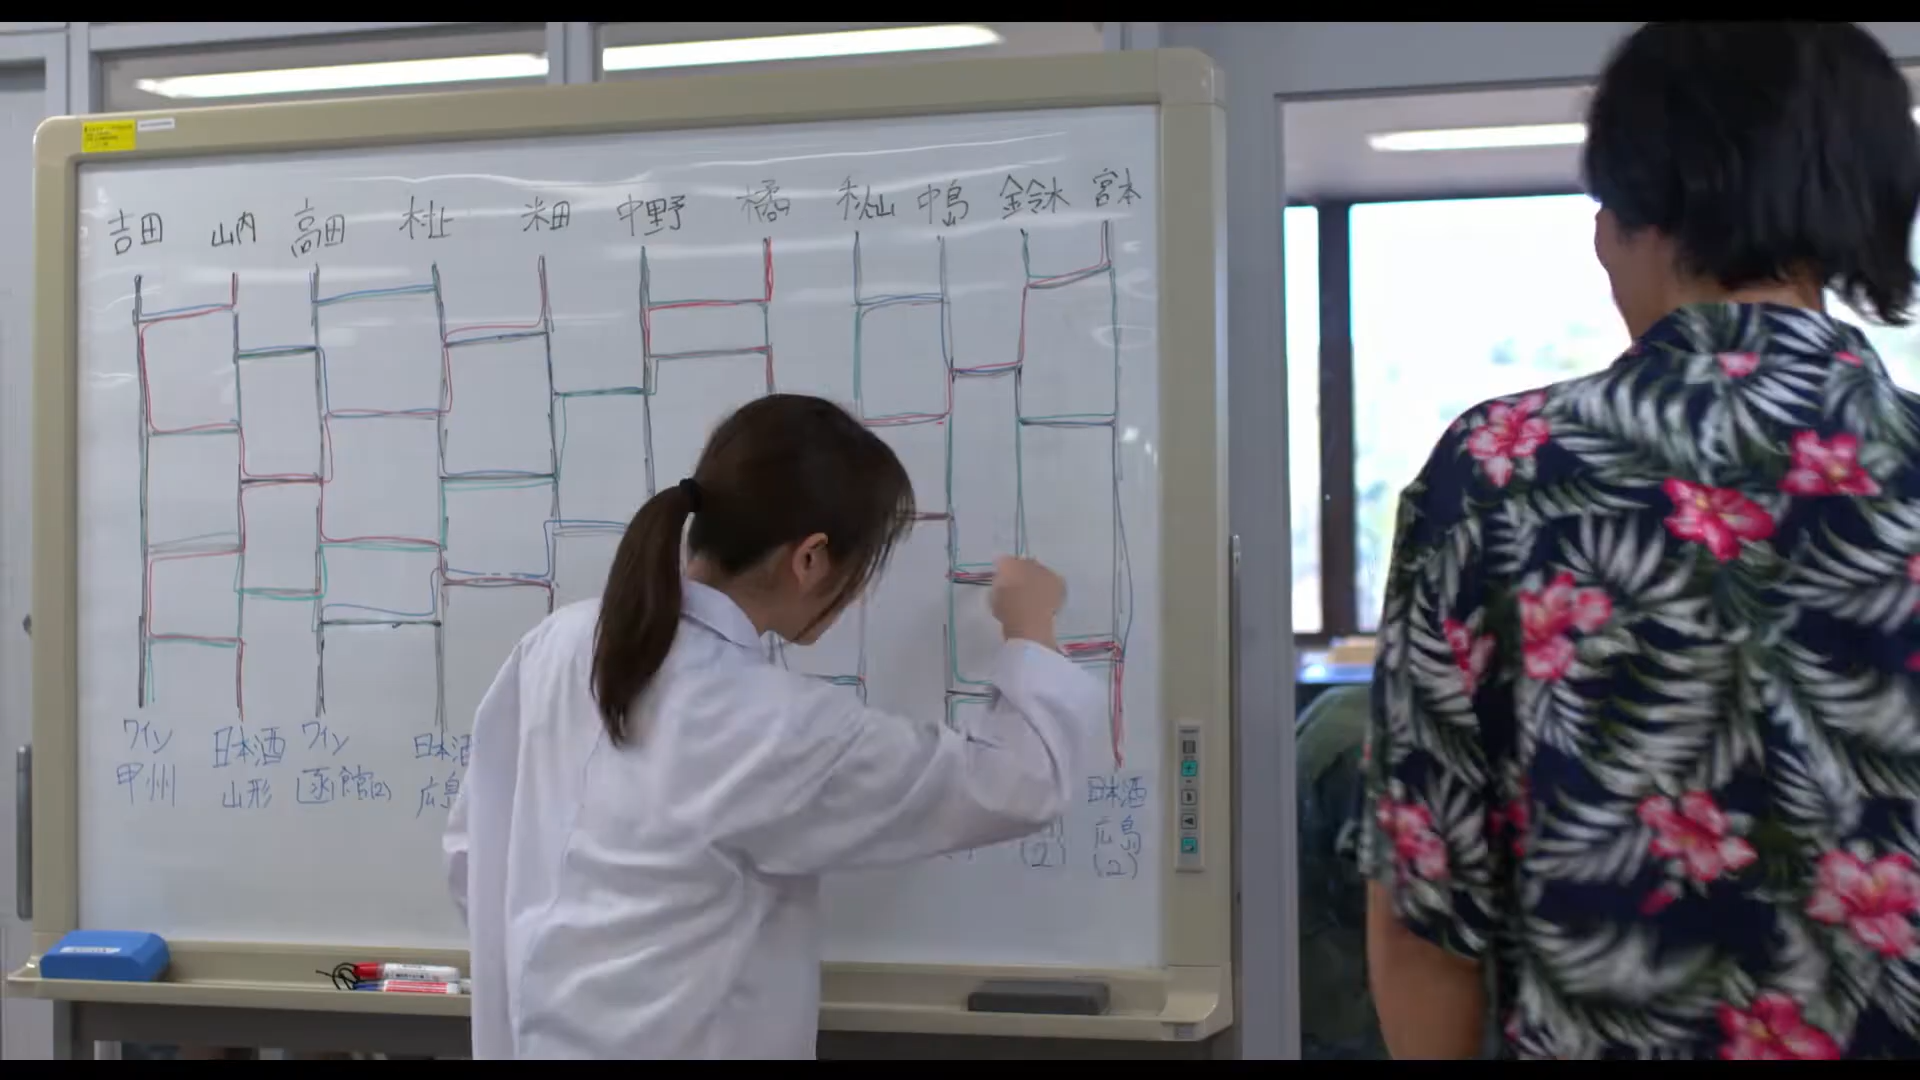 吉田 山内 高田 村上 米田 中野 橘 秋山 中島 鈴木 宮本
ワイン 日本酒 ワイン 日本酒 日本酒
甲州 山形 函館(2) 広島 広島
(2) (2)